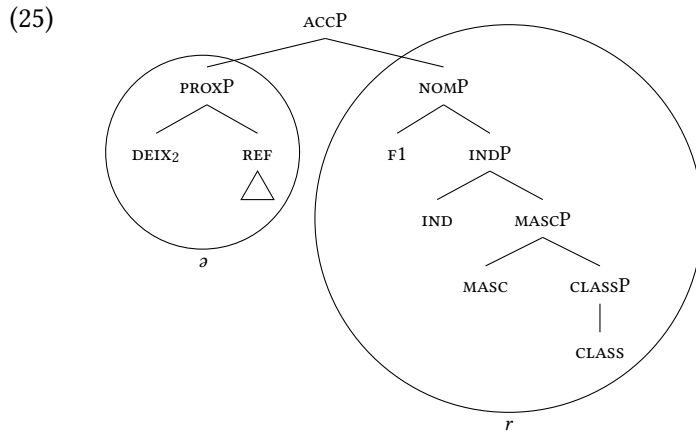 (25)
ACCP
PROXP NOMP
DEIX₂ REF F1 INDP
IND MASCP
ə
MASC CLASSP
CLASS
r